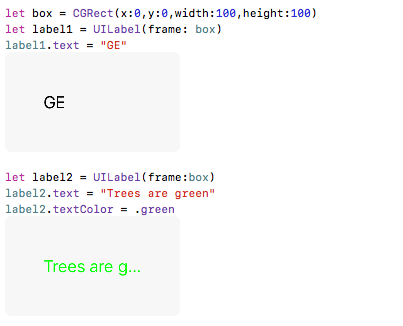 let box = CGRect(x:0,y:0,width:100,height:100)
let label1 = UILabel(frame: box)
label1.text = "GE"
GE
let label2 = UILabel(frame:box)
label2.text = "Trees are green"
label2.textColor = .green
Trees are g...